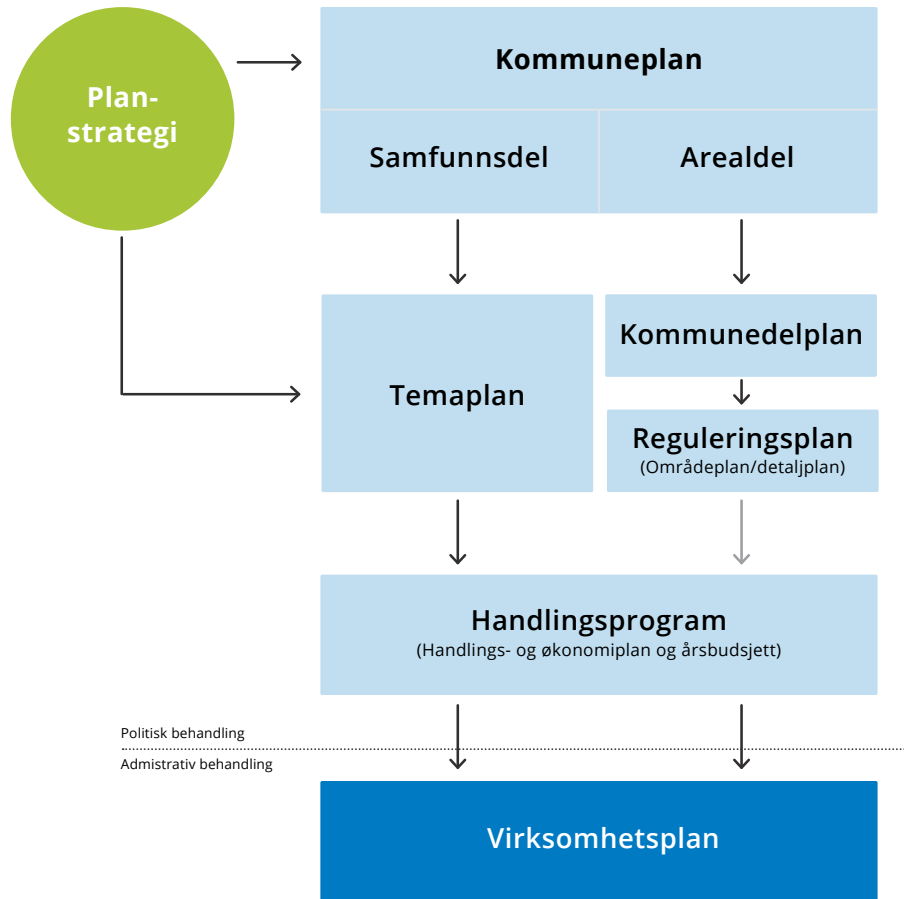 Plan-
strategi
Kommuneplan
Samfunnsdel
Arealdel
Temaplan
Kommunedelplan
Reguleringsplan
(Områdeplan/detaljplan)
Handlingsprogram
(Handlings- og økonomiplan og årsbudsjett)
Politisk behandling
Admistrativ behandling
Virksomhetsplan